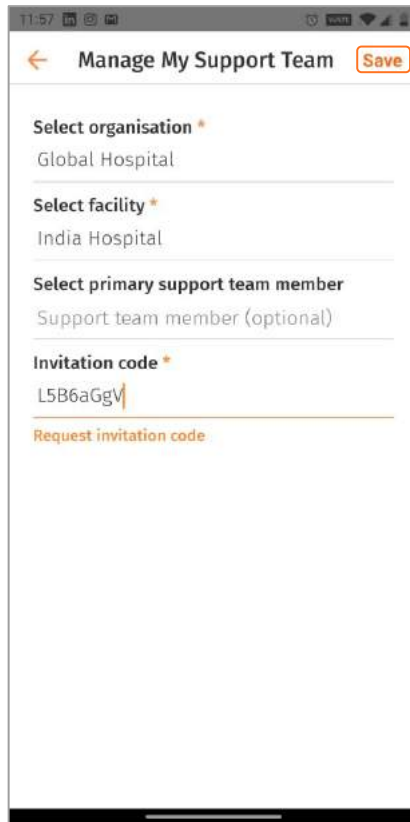 11:57
Manage My Support Team Save
Select organisation *
Global Hospital
Select facility *
India Hospital
Select primary support team member
Support team member (optional)
Invitation code *
L5B6aGgV
Request invitation code